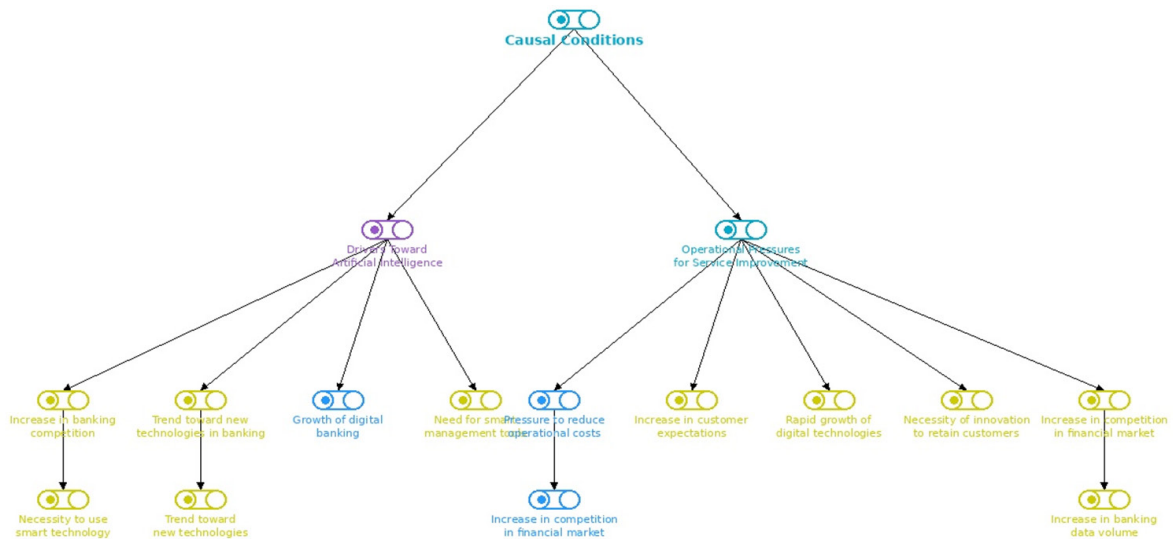 Causal Conditions
Drivers Toward
Artificial Intelligence
Operational Pressures
for Service Improvement
Increase in banking
competition
Trend toward new
technologies in banking
Growth of digital
banking
Need for smart
management tools
Pressure to reduce
operational costs
Increase in customer
expectations
Rapid growth of
digital technologies
Necessity of innovation
to retain customers
Increase in competition
in financial market
Necessity to use
smart technology
Trend toward
new technologies
Increase in competition
in financial market
Increase in banking
data volume